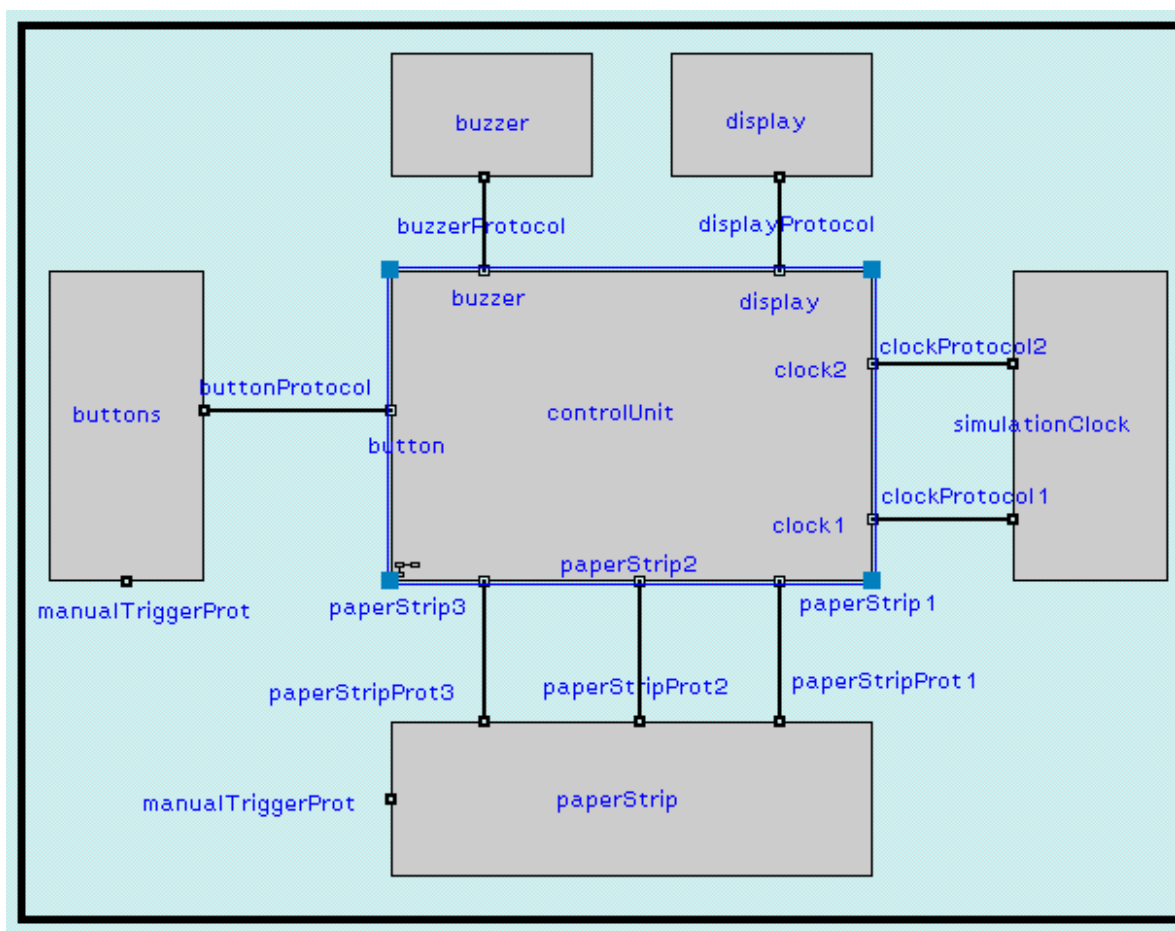 buzzer
display
buzzerProtocol
displayProtocol
buzzer
display
clockProtocol2
clock2
buttonProtocol
buttons
controlUnit
simulationClock
button
clockProtocol1
clock1
paperStrip2
manualTriggerProt
paperStrip3
paperStrip1
paperStripProt3
paperStripProt2
paperStripProt1
manualTriggerProt
paperStrip